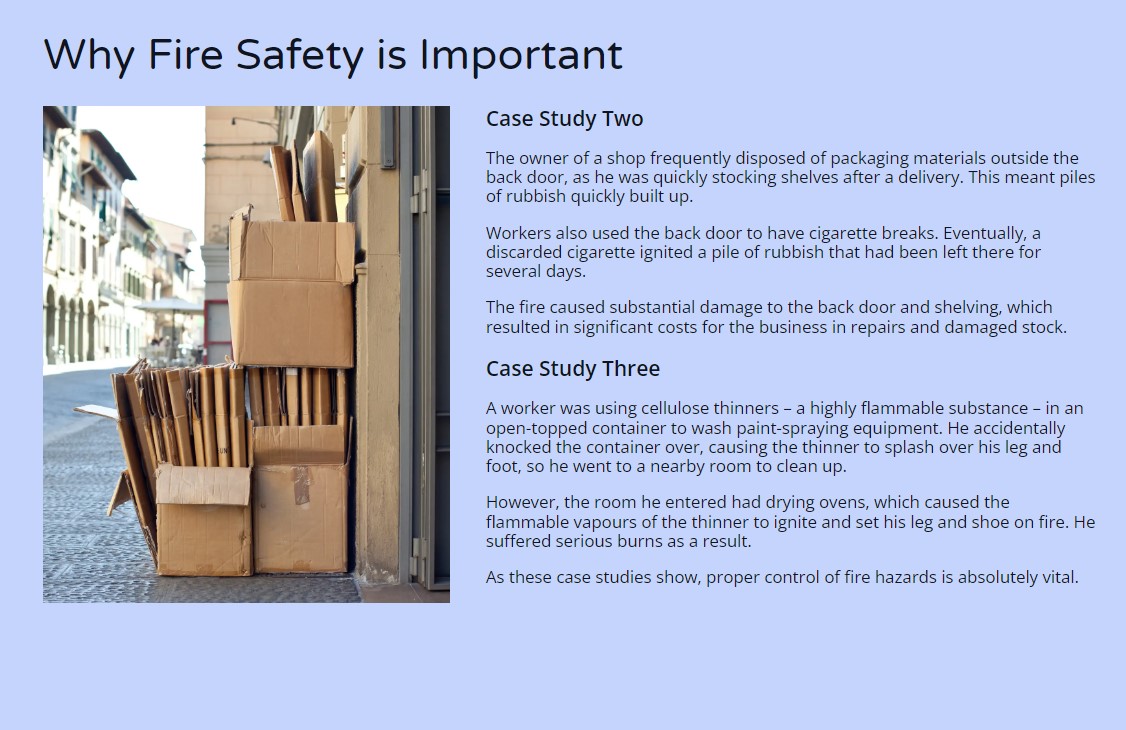 Why Fire Safety is Important
Case Study Two
The owner of a shop frequently disposed of packaging materials outside the
back door, as he was quickly stocking shelves after a delivery. This meant piles
of rubbish quickly built up.
Workers also used the back door to have cigarette breaks. Eventually, a
discarded cigarette ignited a pile of rubbish that had been left there for
several days.
The fire caused substantial damage to the back door and shelving, which
resulted in significant costs for the business in repairs and damaged stock.
Case Study Three
A worker was using cellulose thinners – a highly flammable substance – in an
open-topped container to wash paint-spraying equipment. He accidentally
knocked the container over, causing the thinner to splash over his leg and
foot, so he went to a nearby room to clean up.
However, the room he entered had drying ovens, which caused the
flammable vapours of the thinner to ignite and set his leg and shoe on fire. He
suffered serious burns as a result.
As these case studies show, proper control of fire hazards is absolutely vital.